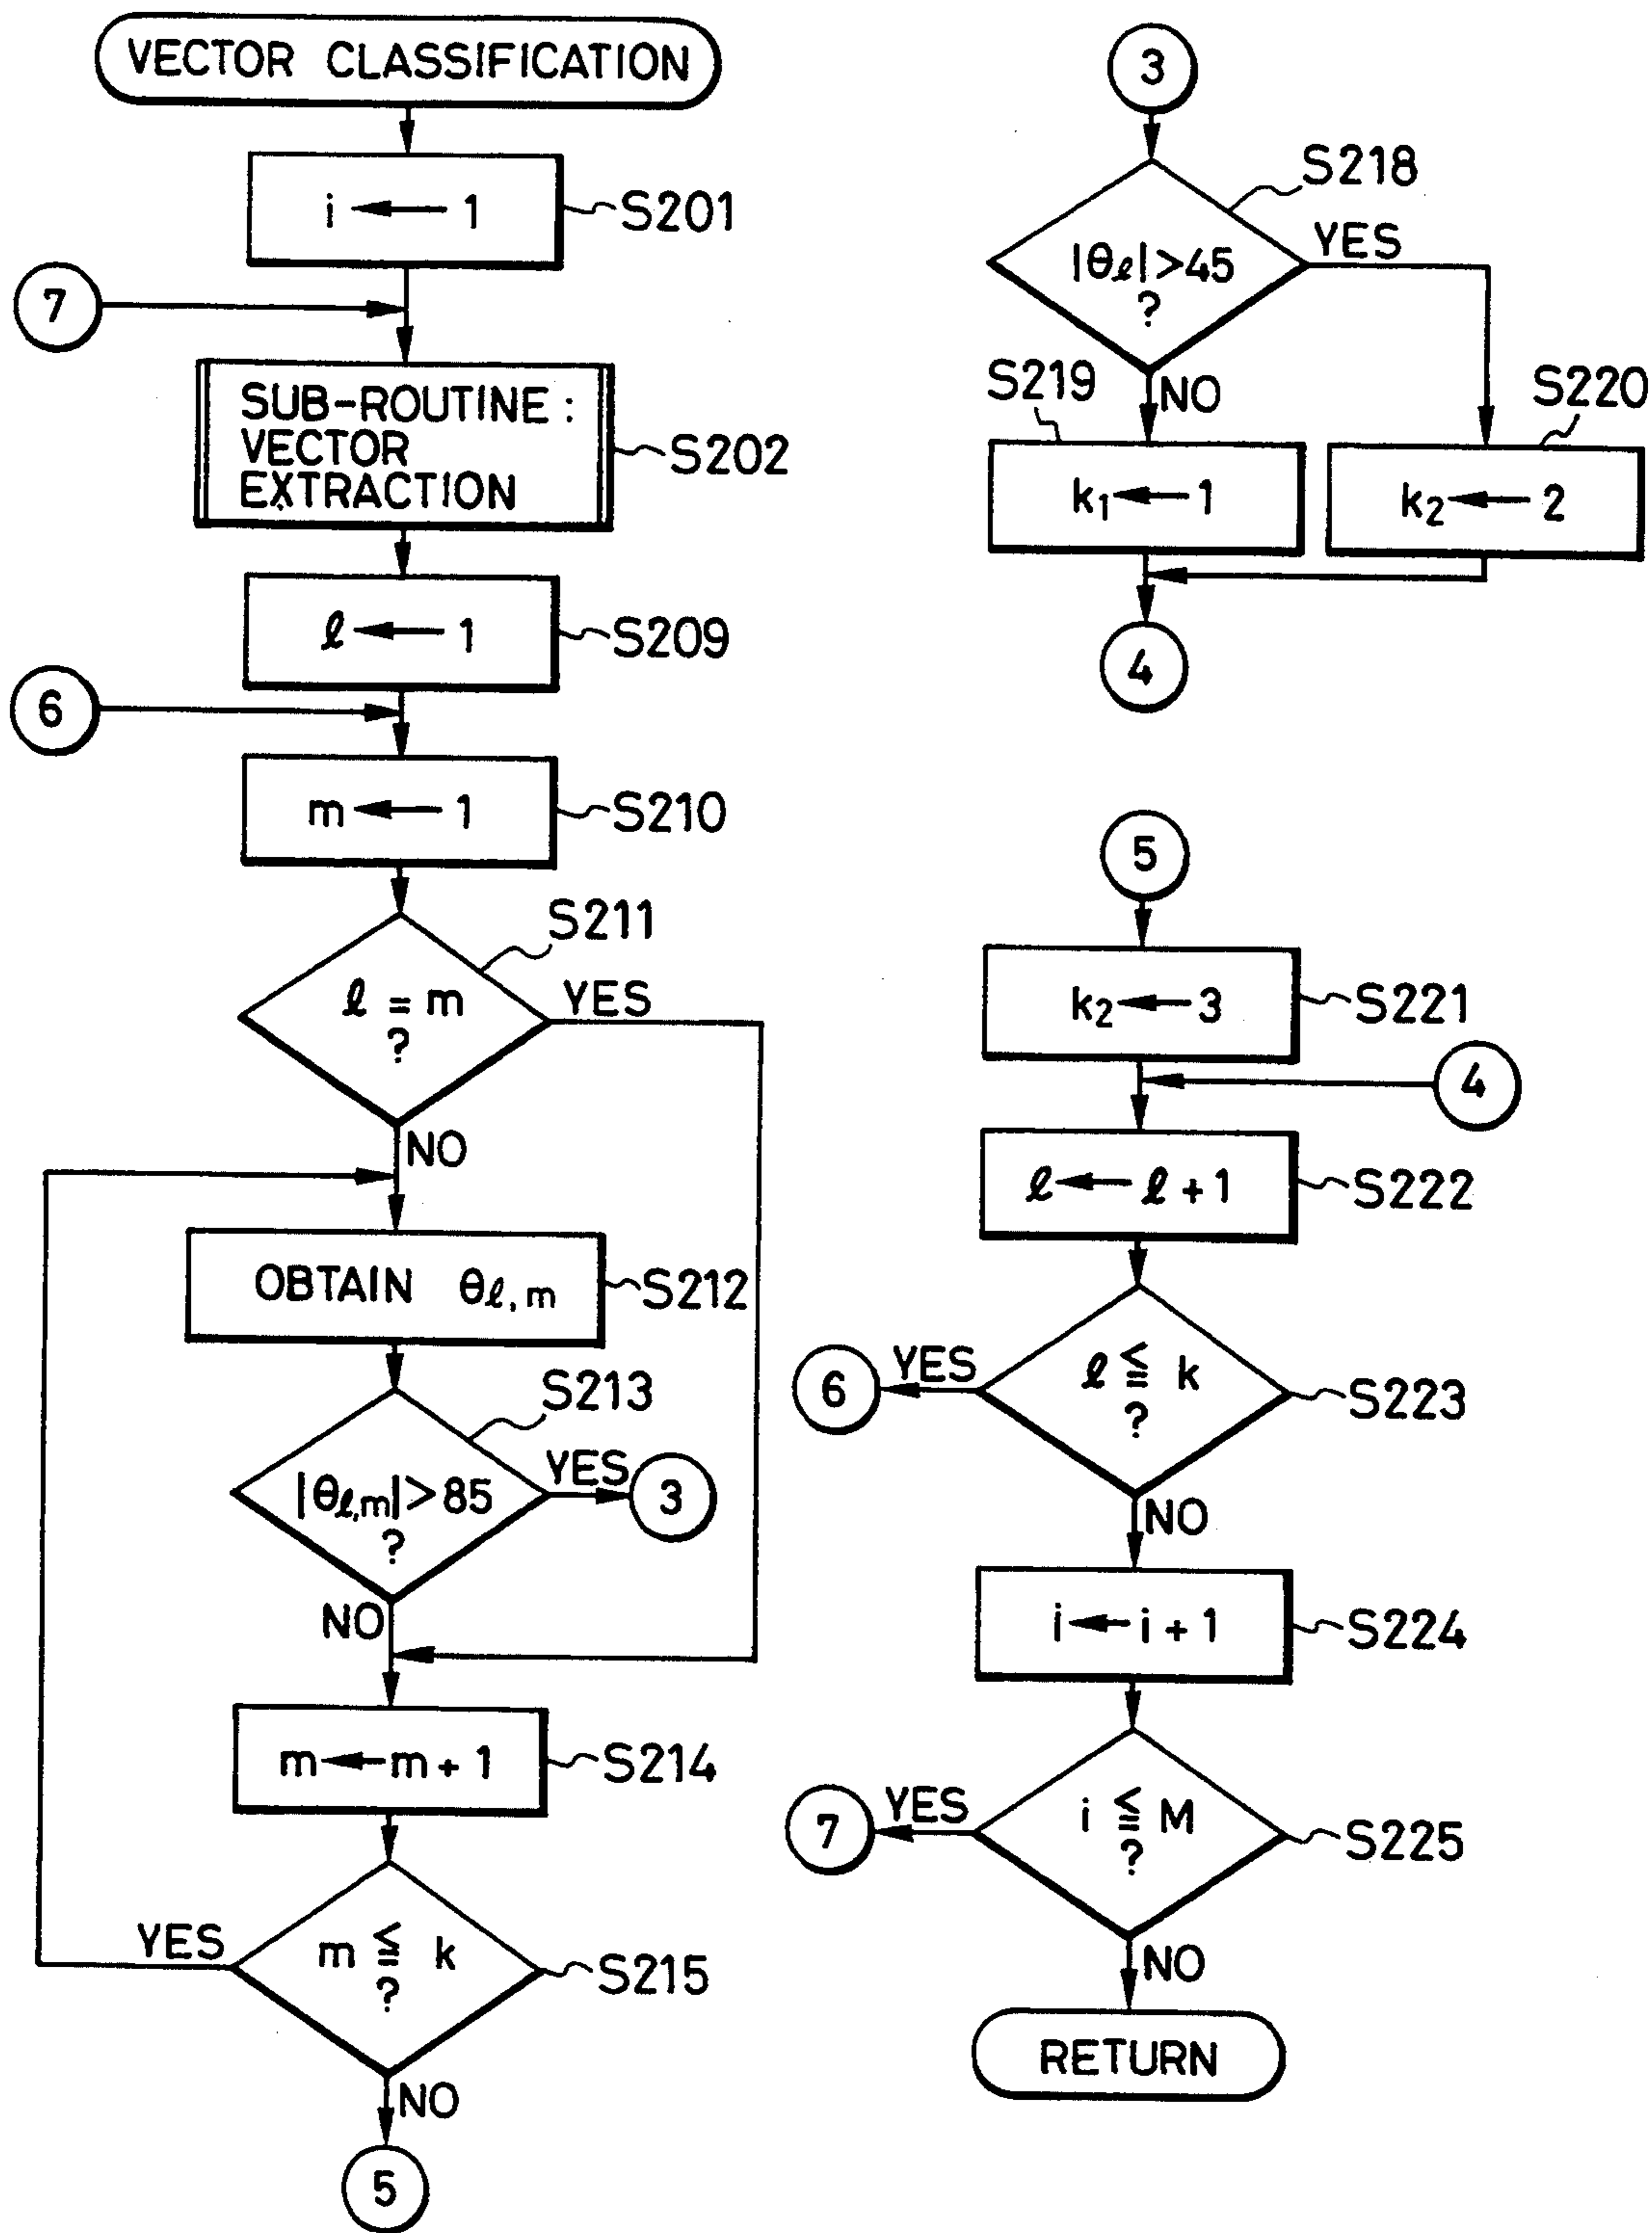 VECTOR CLASSIFICATION
i ← 1
S201
7
SUB-ROUTINE :
VECTOR
EXTRACTION
S202
ℓ ← 1
S209
6
m ← 1
S210
S211
ℓ = m
?
YES
NO
OBTAIN θℓ,m
S212
S213
|θℓ,m| > 85
?
YES
3
NO
m ← m + 1
S214
m ≦ k
?
YES
S215
NO
5
3
S218
|θℓ| > 45
?
YES
NO
S219
k1 ← 1
S220
k2 ← 2
4
5
k2 ← 3
S221
4
ℓ ← ℓ + 1
S222
6
YES
ℓ ≦ k
?
S223
NO
i ← i + 1
S224
7
YES
i ≦ M
?
S225
NO
RETURN